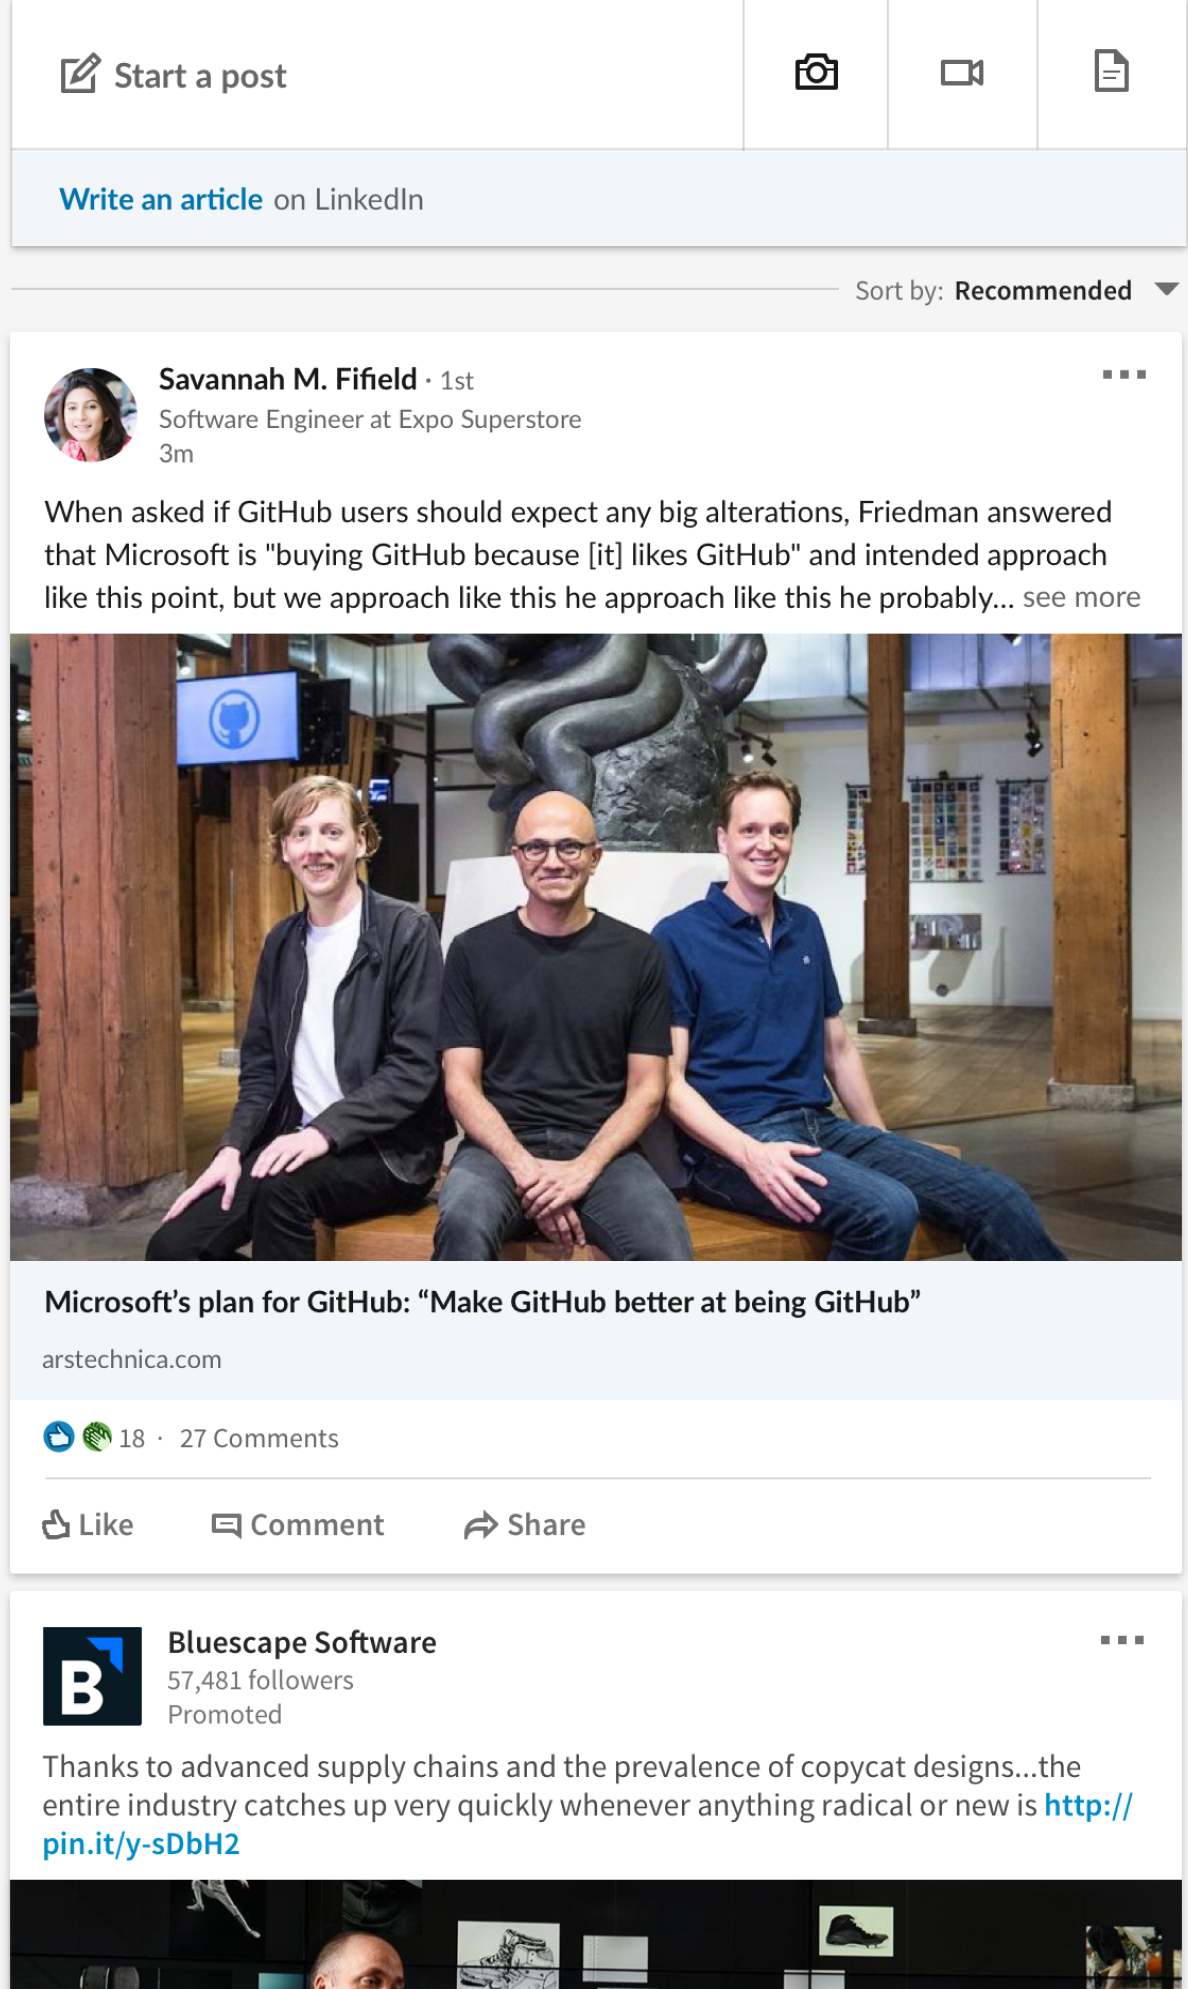 Start a post
Write an article on LinkedIn
Sort by: Recommended
Savannah M. Fifield · 1st
Software Engineer at Expo Superstore
3m
When asked if GitHub users should expect any big alterations, Friedman answered
that Microsoft is "buying GitHub because [it] likes GitHub" and intended approach
like this point, but we approach like this he approach like this he probably... see more
Microsoft’s plan for GitHub: “Make GitHub better at being GitHub”
arstechnica.com
18 · 27 Comments
Like Comment Share
B
Bluescape Software
57,481 followers
Promoted
Thanks to advanced supply chains and the prevalence of copycat designs...the
entire industry catches up very quickly whenever anything radical or new is http://
pin.it/y-sDbH2